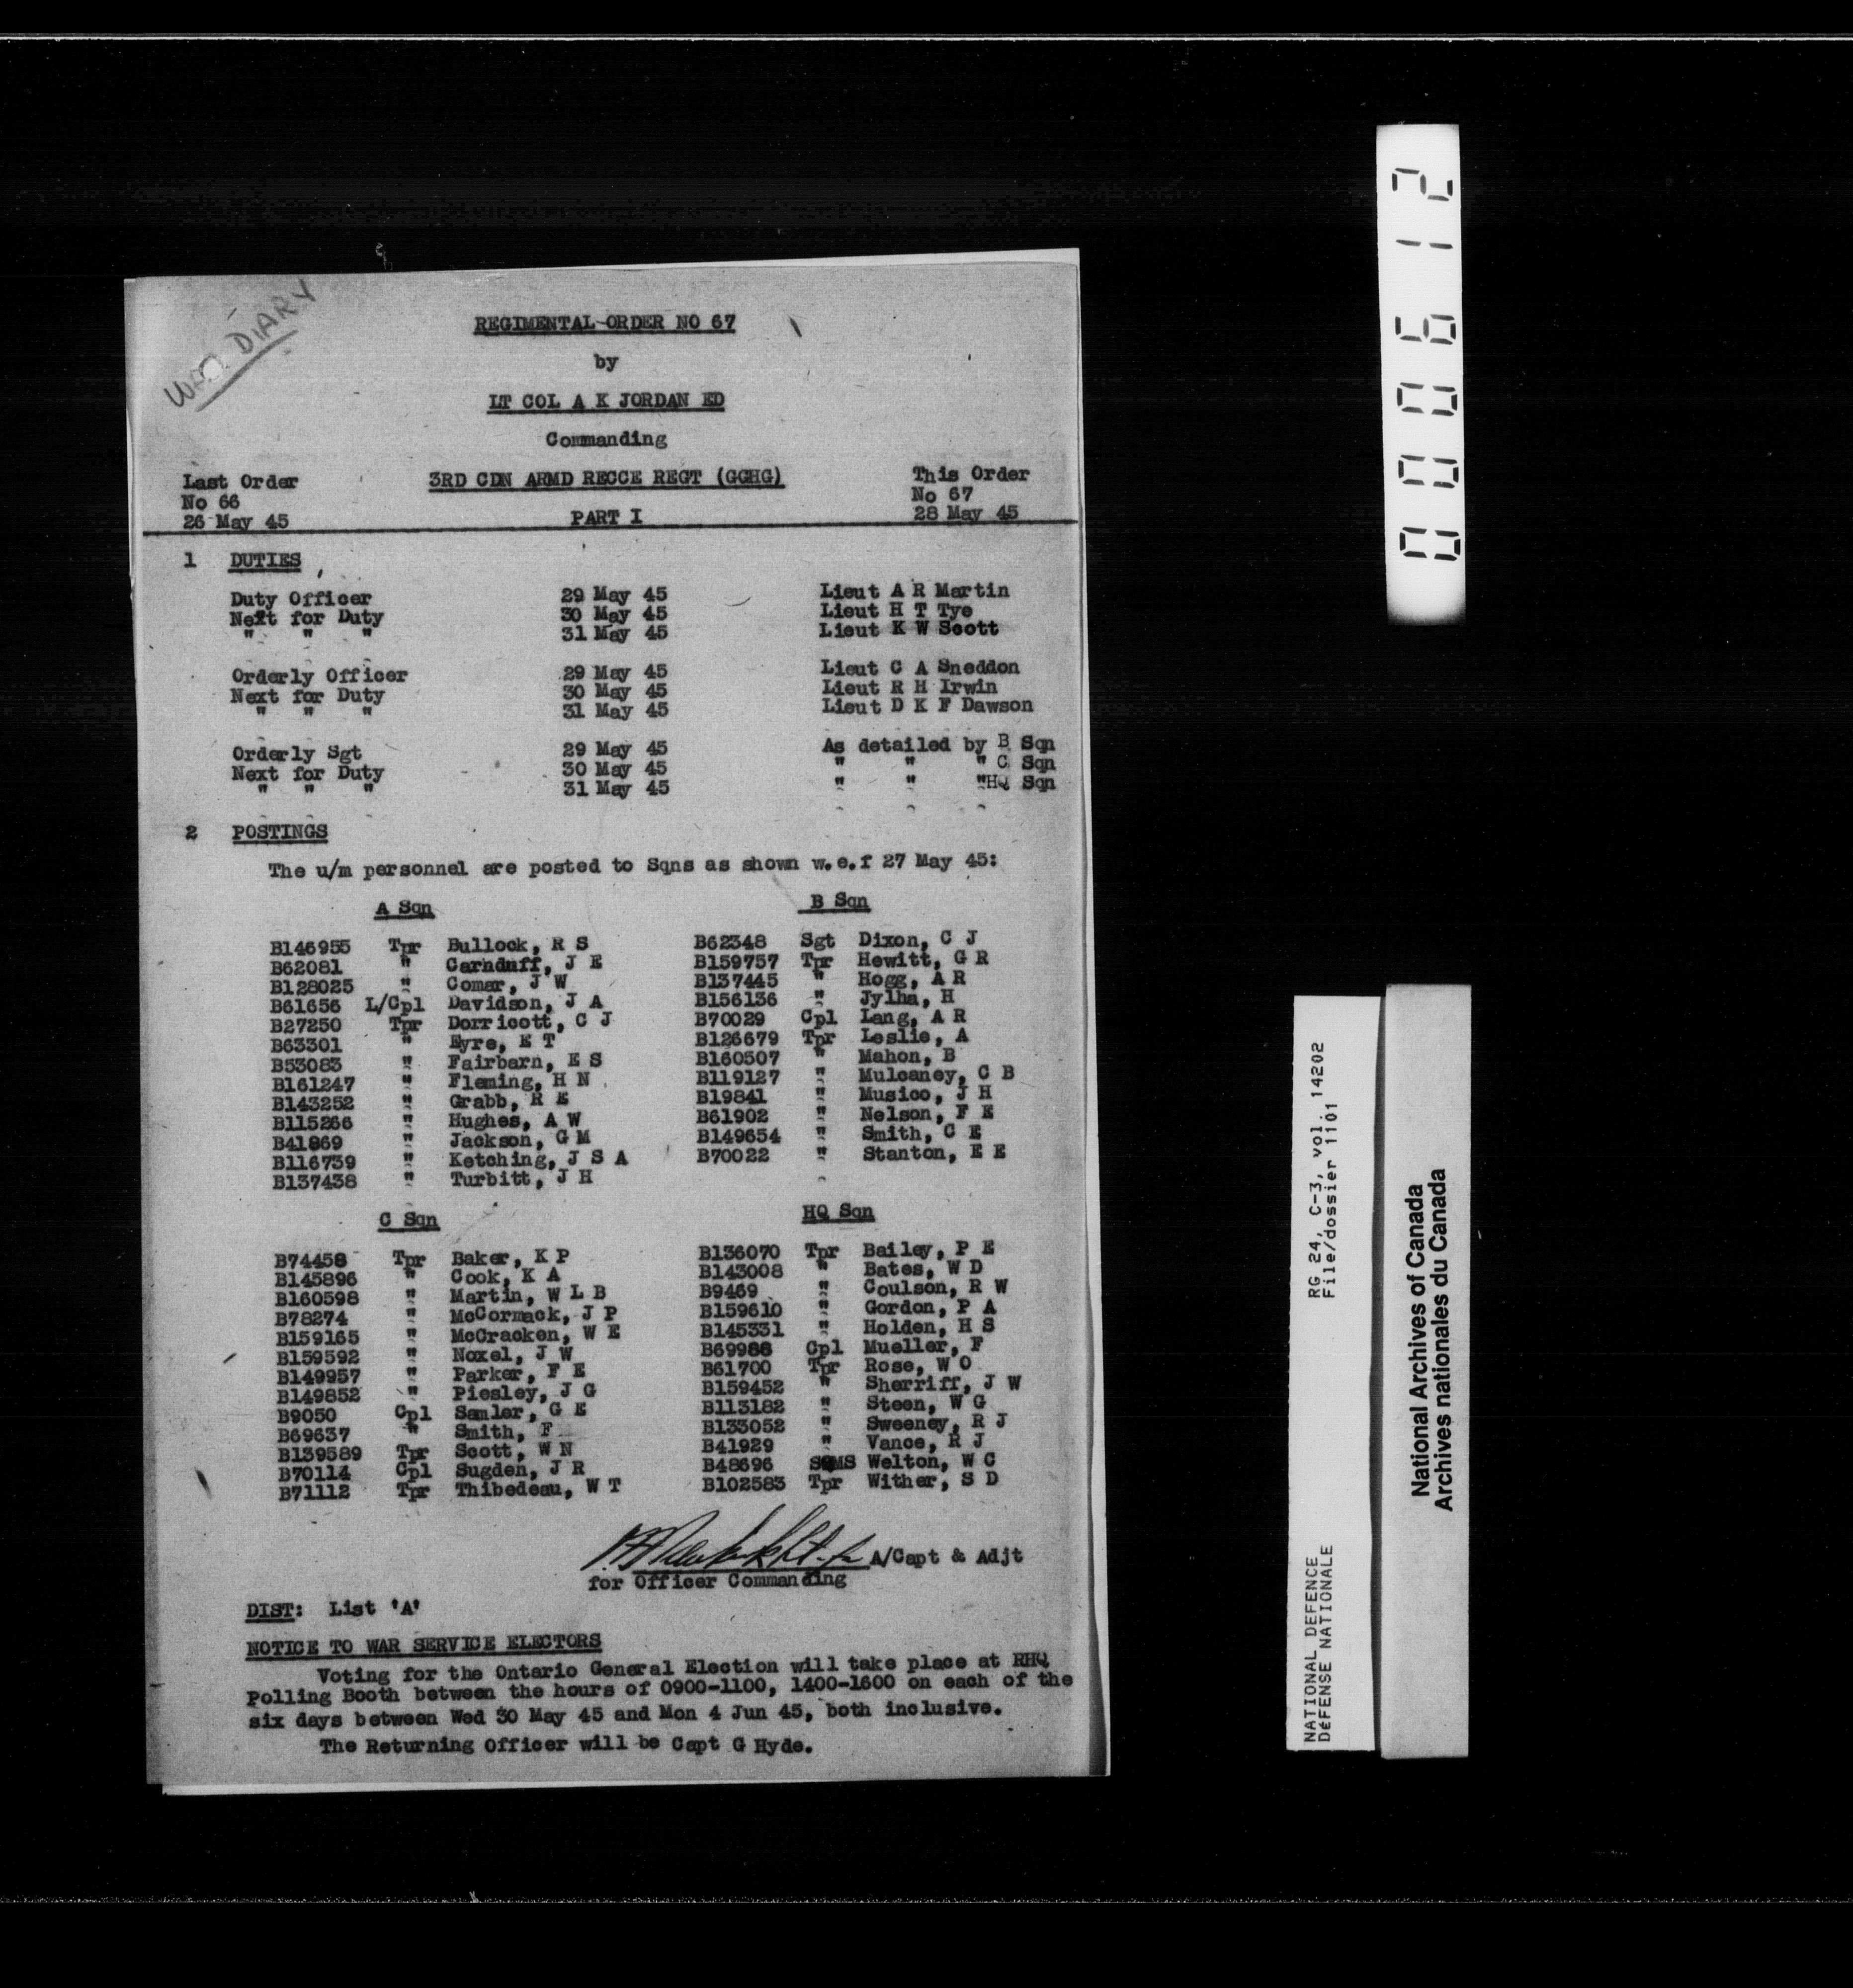 WAR DIARY
REGIMENTAL ORDER NO 67
by
LT COL A K JORDAN ED
Commanding
3RD CDN ARMD RECCE REGT (GGHG)
Last Order
No 66
26 May 45
This Order
No 67
28 May 45
PART I
1 DUTIES
Duty Officer 29 May 45 Lieut A R Martin
Next for Duty 30 May 45 Lieut H T Tye
" " " 31 May 45 Lieut K W Scott
Orderly Officer 29 May 45 Lieut C A Sneddon
Next for Duty 30 May 45 Lieut R H Irwin
" " " 31 May 45 Lieut D K F Dawson
Orderly Sgt 29 May 45 As detailed by B Sqn
Next for Duty 30 May 45 " " " C Sqn
" " " 31 May 45 " " " HQ Sqn
2 POSTINGS
The u/m personnel are posted to Sqns as shown w.e.f 27 May 45:
A Sqn
B146955 Tpr Bullock, R S
B62081 " Carnduff, J E
B128025 " Comar, J W
B61656 L/Cpl Davidson, J A
B27250 Tpr Dorricott, C J
B63301 " Eyre, E T
B53083 " Fairbarn, E S
B161247 " Fleming, H N
B143252 " Grabb, R E
B115266 " Hughes, A W
B41869 " Jackson, G M
B116739 " Ketching, J S A
B137438 " Turbitt, J H
B Sqn
B62348 Sgt Dixon, C J
B159757 Tpr Hewitt, G R
B137445 " Hogg, A R
B156136 " Jylha, H
B70029 Cpl Lang, A R
B126679 Tpr Leslie, A
B160507 " Mahon, B
B119127 " Mulcaney, C B
B19841 " Musico, J H
B61902 " Nelson, F E
B149654 " Smith, C E
B70022 " Stanton, E E
C Sqn
B74458 Tpr Baker, K P
B145896 " Cook, K A
B160598 " Martin, W L B
B78274 " McCormack, J P
B159165 " McCracken, W E
B159592 " Noxel, J W
B149957 " Parker, F E
B149852 " Piesley, J G
B9050 Cpl Samler, G E
B69637 " Smith, F
B139589 Tpr Scott, W N
B70114 Cpl Sugden, J R
B71112 Tpr Thibedeau, W T
HQ Sqn
B136070 Tpr Bailey, P E
B143008 " Bates, W D
B9469 " Coulson, R W
B159610 " Gordon, P A
B145331 " Holden, H S
B69988 Cpl Mueller, F
B61700 Tpr Rose, W O
B159452 " Sherriff, J W
B113182 " Steen, W G
B133052 " Sweeney, R J
B41929 " Vance, R J
B48696 SQMS Welton, W C
B102583 Tpr Wither, S D
A/Capt & Adjt
for Officer Commanding
DIST: List 'A'
NOTICE TO WAR SERVICE ELECTORS
Voting for the Ontario General Election will take place at RHQ
Polling Booth between the hours of 0900-1100, 1400-1600 on each of the
six days between Wed 30 May 45 and Mon 4 Jun 45, both inclusive.
The Returning Officer will be Capt G Hyde.
000612
NATIONAL DEFENCE
DéFENSE NATIONALE
RG 24, C-3, vol. 14202
File/dossier 1101
National Archives of Canada
Archives nationales du Canada